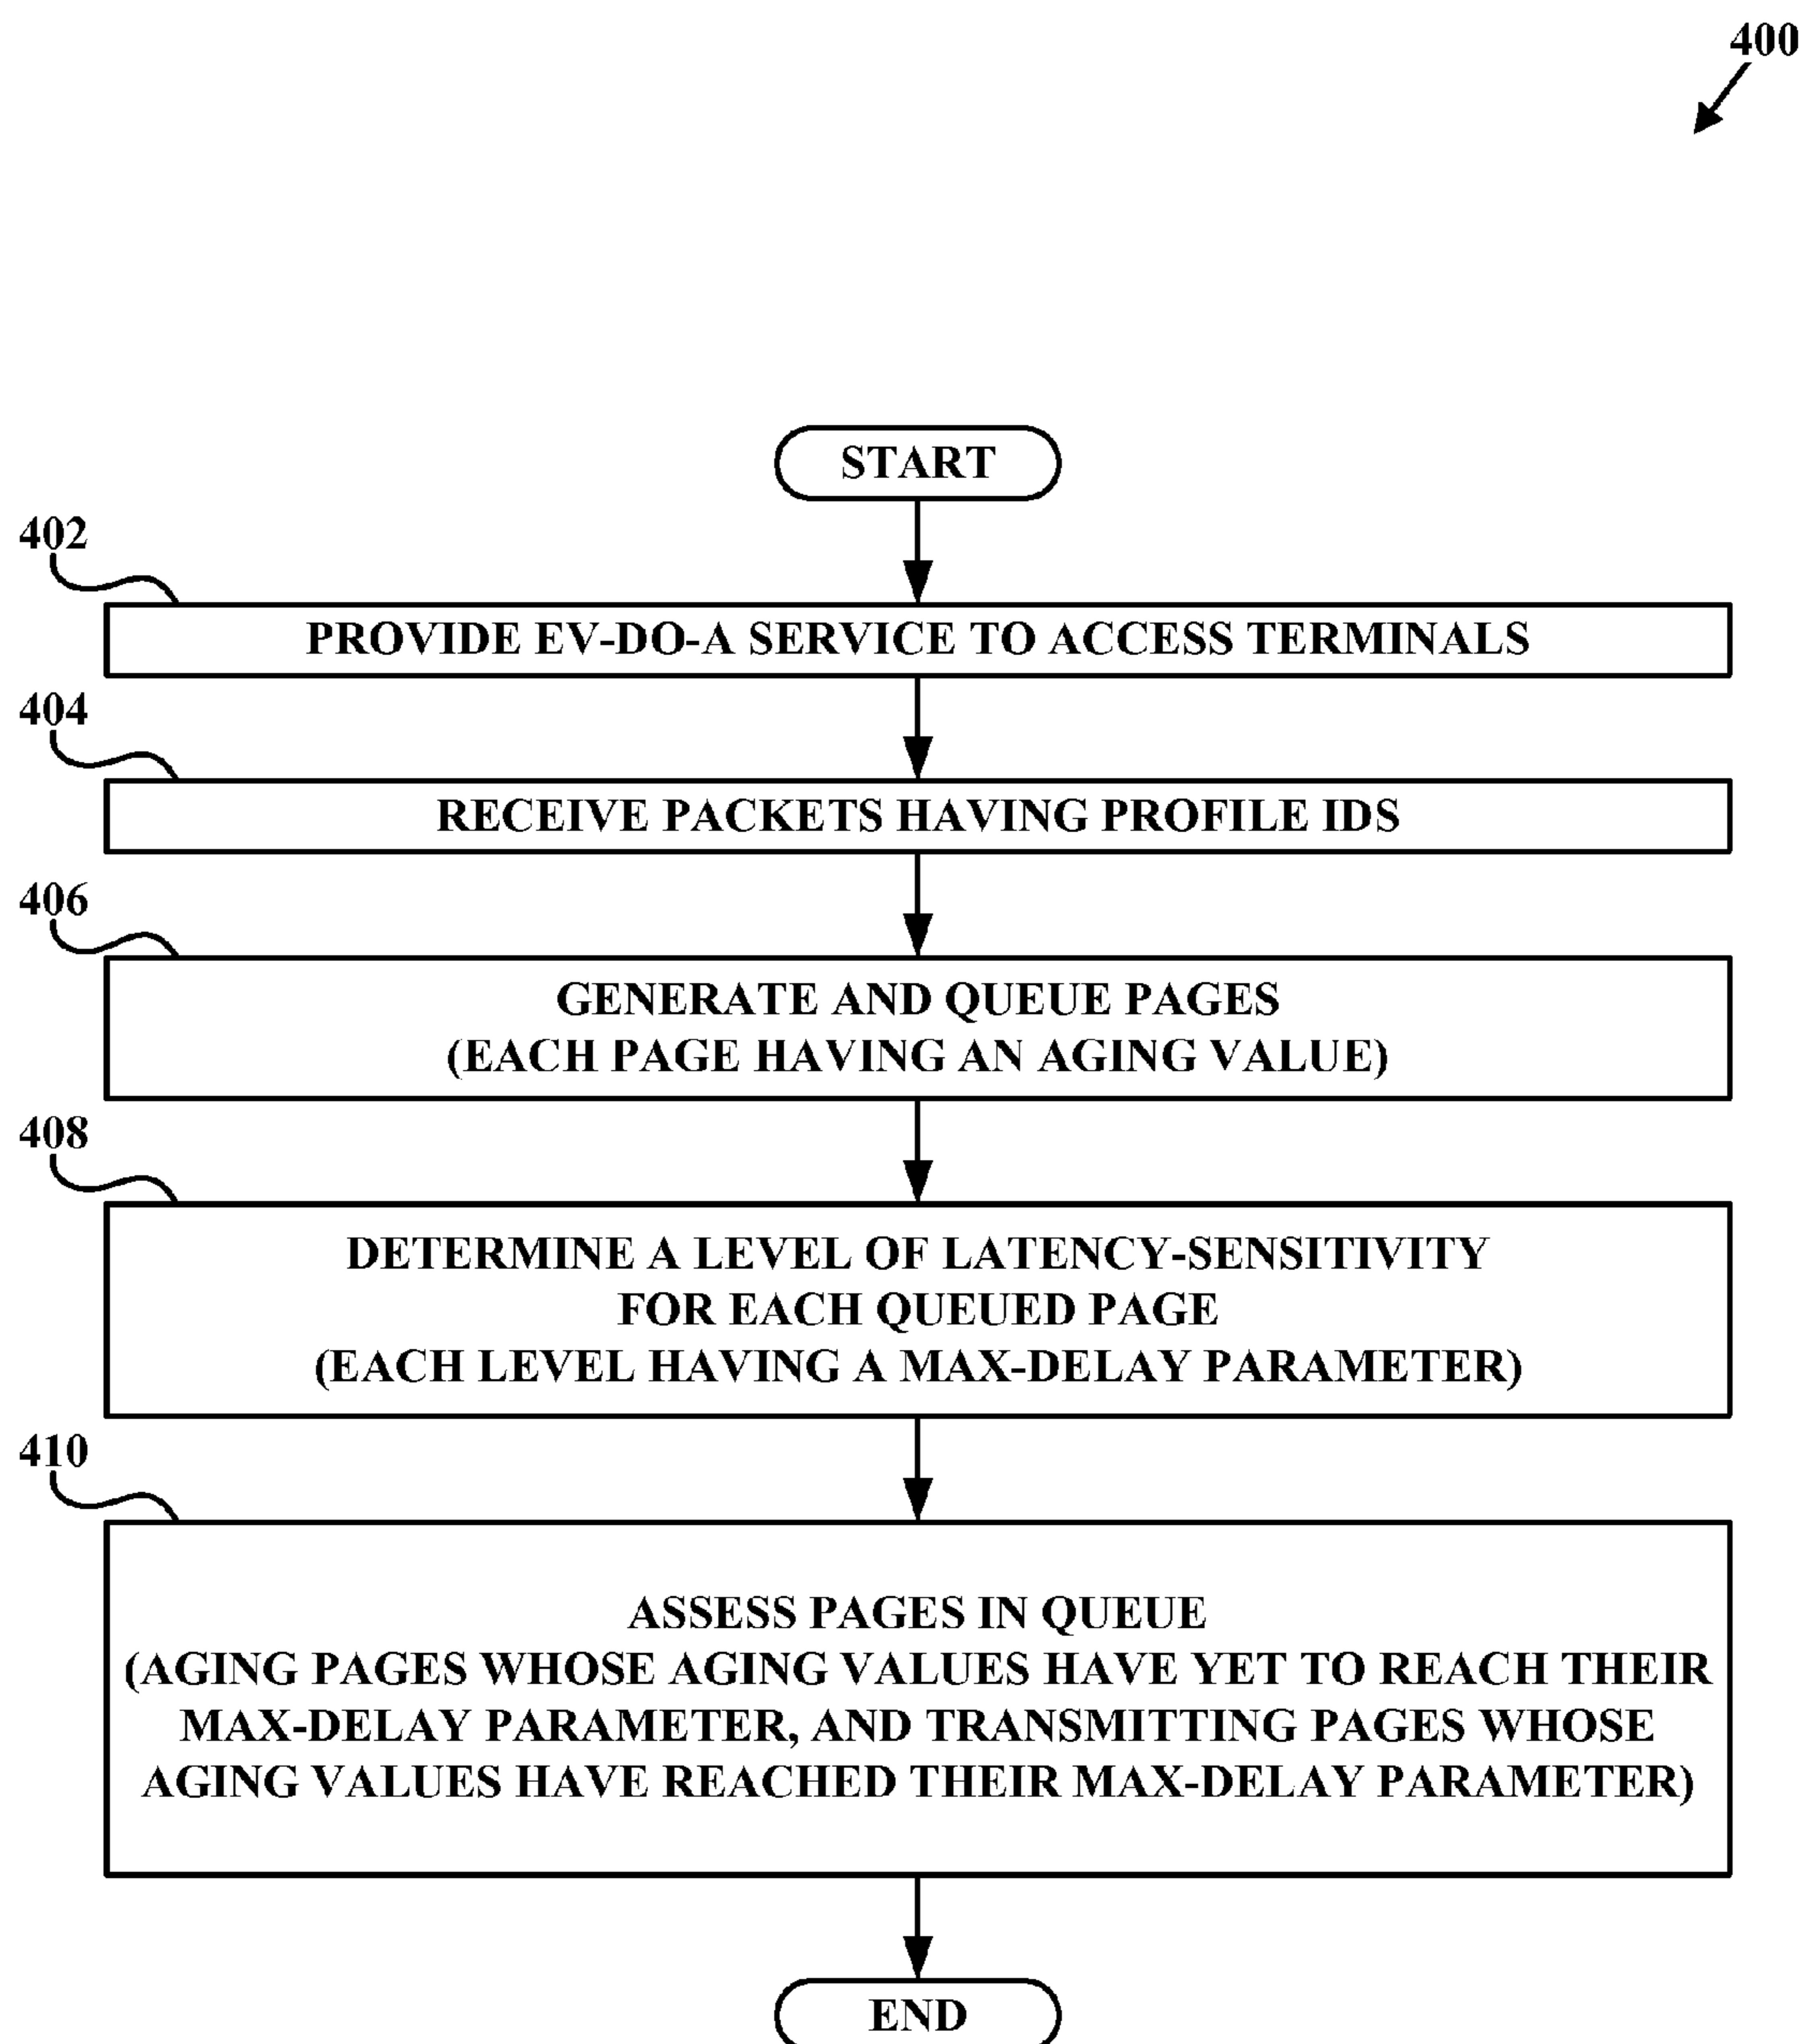 400
START
402
PROVIDE EV-DO-A SERVICE TO ACCESS TERMINALS
404
RECEIVE PACKETS HAVING PROFILE IDS
406
GENERATE AND QUEUE PAGES
(EACH PAGE HAVING AN AGING VALUE)
408
DETERMINE A LEVEL OF LATENCY-SENSITIVITY
FOR EACH QUEUED PAGE
(EACH LEVEL HAVING A MAX-DELAY PARAMETER)
410
ASSESS PAGES IN QUEUE
(AGING PAGES WHOSE AGING VALUES HAVE YET TO REACH THEIR
MAX-DELAY PARAMETER, AND TRANSMITTING PAGES WHOSE
AGING VALUES HAVE REACHED THEIR MAX-DELAY PARAMETER)
END